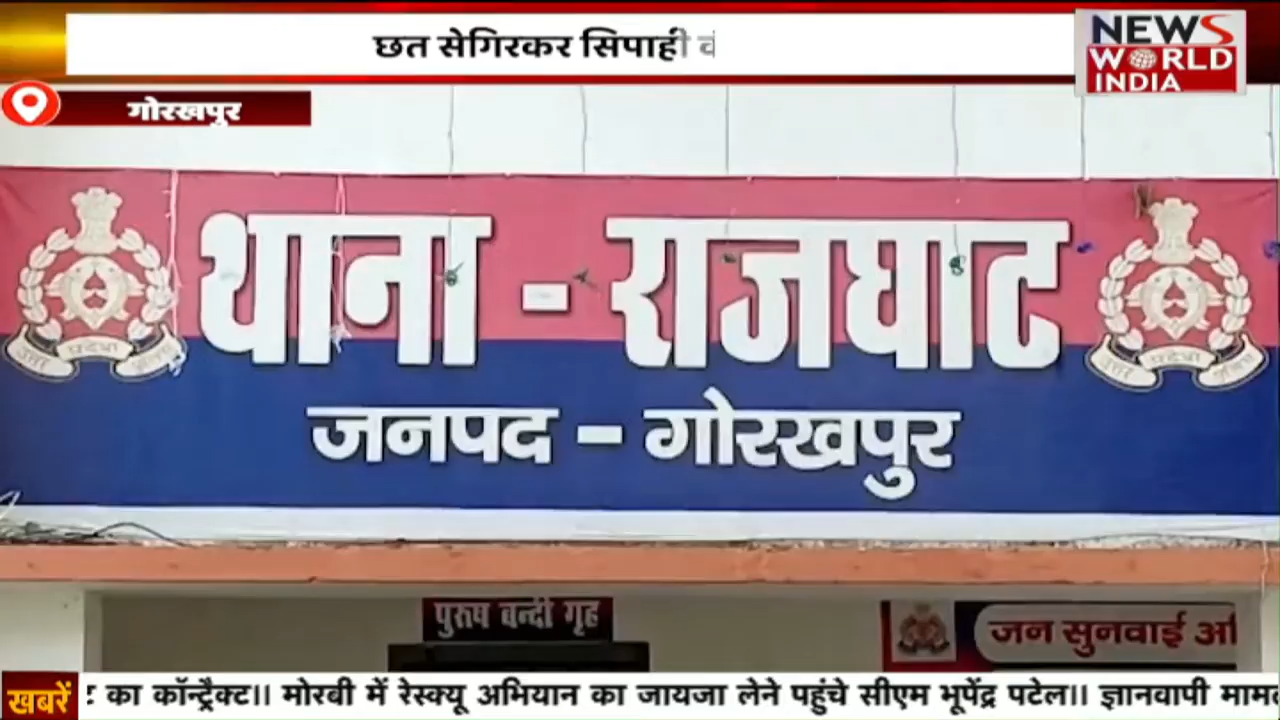 छत सेगिरकर सिपाही
NEWS
WORLD
INDIA
गोरखपुर
थाना - राजघाट
जनपद - गोरखपुर
पुरुष बन्दी गृह
जन सुनवाई
खबरें
का कॉन्ट्रैक्ट॥ मोरबी में रेस्क्यू अभियान का जायजा लेने पहुंचे सीएम भूपेंद्र पटेल॥ ज्ञानवापी